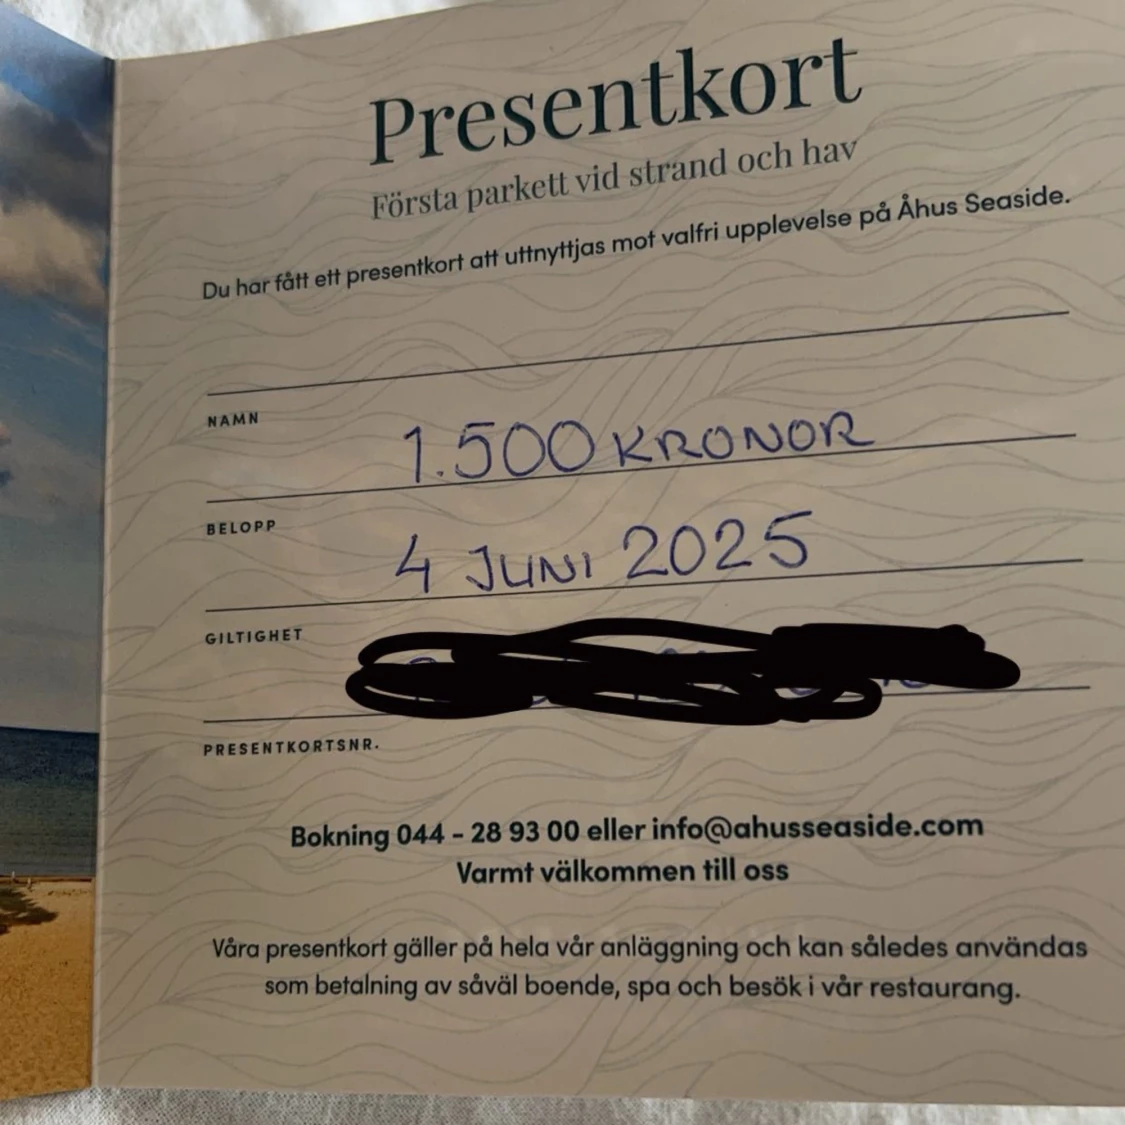 Presentkort
Första parkett vid strand och hav
Du har fått ett presentkort att uttnyttjas mot valfri upplevelse på Åhus Seaside.
NAMN
1.500 KRONOR
BELOPP
4 JUNI 2025
GILTIGHET
PRESENTKORTSNR.
Bokning 044 - 28 93 00 eller info@ahusseaside.com
Varmt välkommen till oss
Våra presentkort gäller på hela vår anläggning och kan således användas
som betalning av såväl boende, spa och besök i vår restaurang.